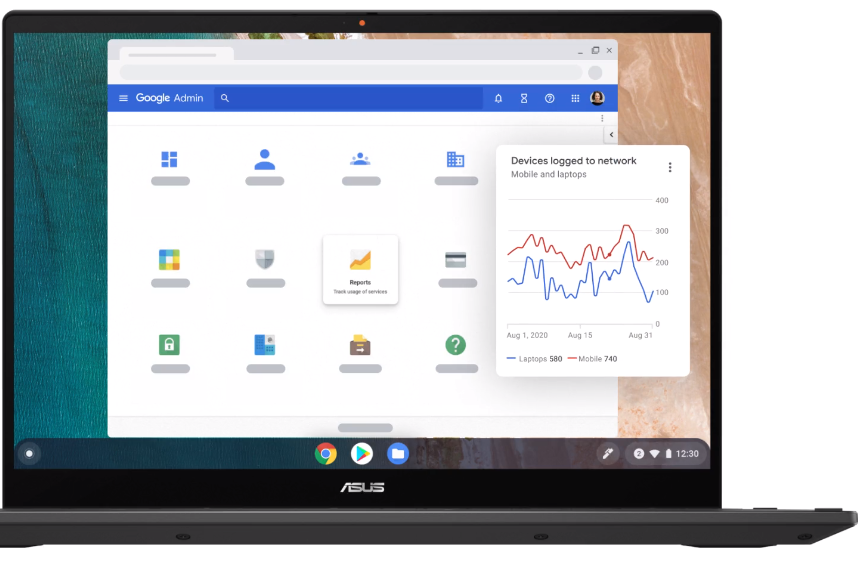 Google Admin
Devices logged to network
Mobile and laptops
400
300
200
100
0
Aug 1, 2020 Aug 15 Aug 31
Laptops 580 Mobile 740
Reports
Track usage of services
2 12:30
ASUS